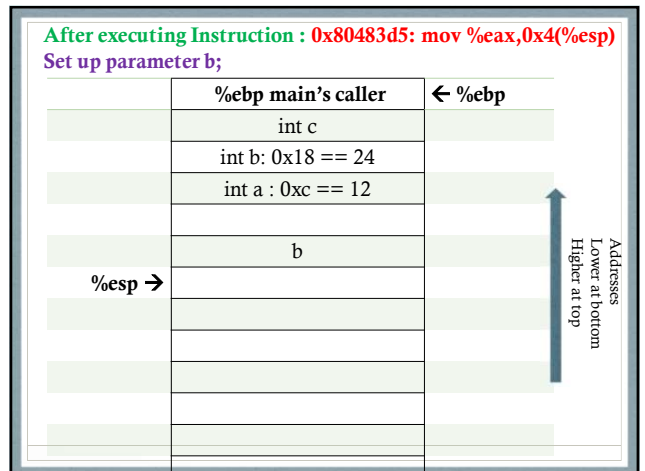 After executing Instruction : 0x80483d5: mov %eax,0x4(%esp)
Set up parameter b;
%ebp main's caller ← %ebp
int c
int b: 0x18 == 24
int a : 0xc == 12
b
%esp →
Addresses
Lower at bottom
Higher at top